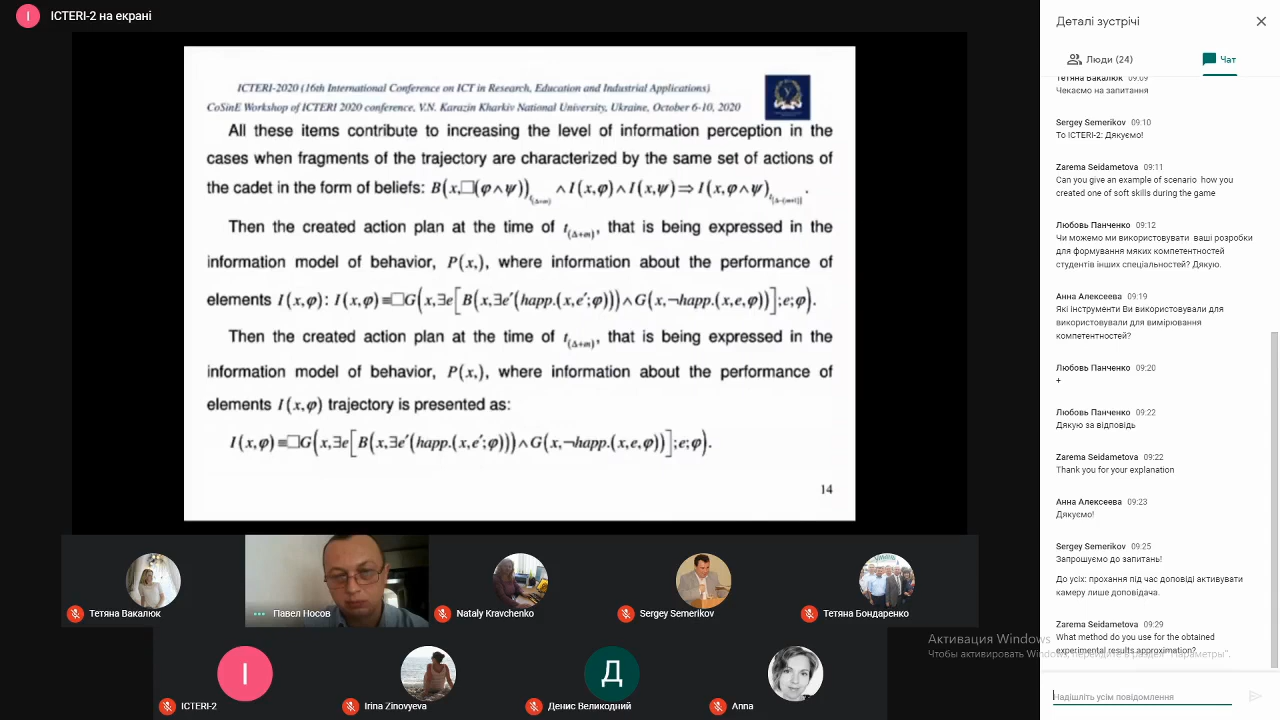 ICTERI-2 на екрані
ICTERI-2020 (16th International Conference on ICT in Research, Education and Industrial Applications)
CoSinE Workshop of ICTERI 2020 conference, V.N. Karazin Kharkiv National University, Ukraine, October 6-10, 2020
All these items contribute to increasing the level of information perception in the
cases when fragments of the trajectory are characterized by the same set of actions of
the cadet in the form of beliefs: B(x,□(φ∧ψ))t(Δ+m) ∧ I(x,φ)∧I(x,ψ)⇒I(x,φ∧ψ)t[Δ-(m+1)].
Then the created action plan at the time of t(Δ+m), that is being expressed in the
information model of behavior, P(x,), where information about the performance of
elements I(x,φ): I(x,φ)≡□G(x,∃e[B(x,∃e′(happ.(x,e′;φ)))∧G(x,¬happ.(x,e,φ))];e;φ).
Then the created action plan at the time of t(Δ+m), that is being expressed in the
information model of behavior, P(x,), where information about the performance of
elements I(x,φ) trajectory is presented as:
I(x,φ)≡□G(x,∃e[B(x,∃e′(happ.(x,e′;φ)))∧G(x,¬happ.(x,e,φ))];e;φ).
14
Тетяна Вакалюк
Павел Носов
Nataly Kravchenko
Sergey Semerikov
Тетяна Бондаренко
I
ICTERI-2
Irina Zinovyeva
Д
Денис Великодний
Anna
Деталі зустрічі
Люди (24)
Чат
Тетяна Вакалюк 09:09
Чекаємо на запитання
Sergey Semerikov 09:10
To ICTERI-2: Дякуємо!
Zarema Seidametova 09:11
Can you give an example of scenario how you
created one of soft skills during the game
Любовь Панченко 09:12
Чи можемо ми використовувати ваші розробки
для формування мяких компетентностей
студентів інших спеціальностей? Дякую.
Анна Алексеева 09:19
Які інструменти Ви використовували для
використовували для вимірювання
компетентностей?
Любовь Панченко 09:20
+
Любовь Панченко 09:22
Дякую за відповідь
Zarema Seidametova 09:22
Thank you for your explanation
Анна Алексеева 09:23
Дякуємо!
Sergey Semerikov 09:25
Запрошуємо до запитань!
До усіх: прохання під час доповіді активувати
камеру лише доповідача.
Zarema Seidametova 09:29
What method do you use for the obtained
experimental results approximation?
Активация Windows
Чтобы активировать Windows, перейдите в раздел "Параметры".
Надішліть усім повідомлення